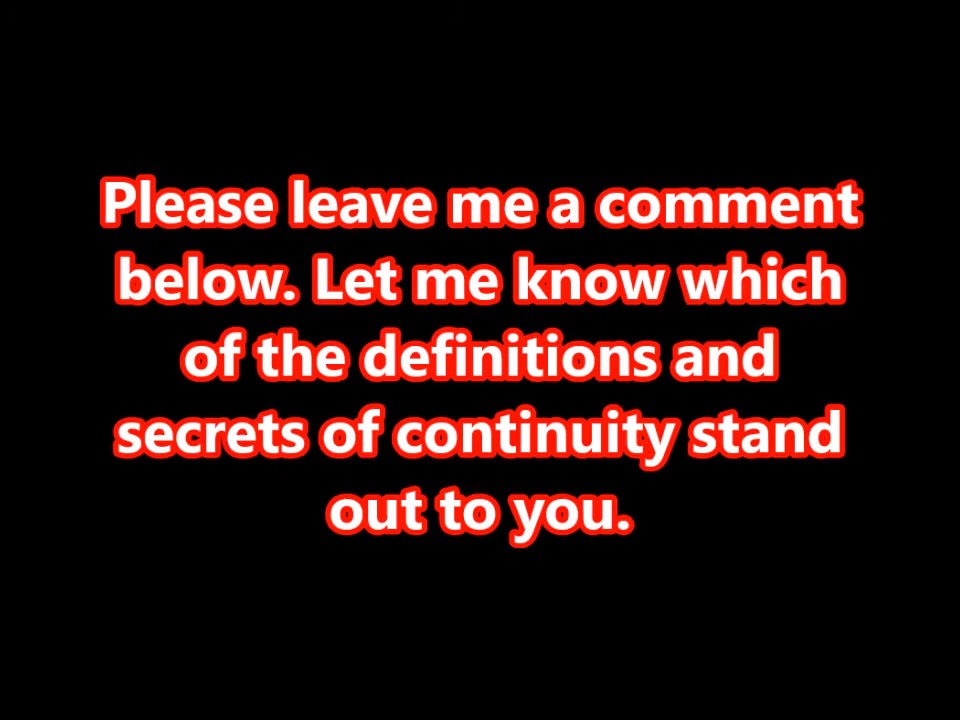 Please leave me a comment
below. Let me know which
of the definitions and
secrets of continuity stand
out to you.